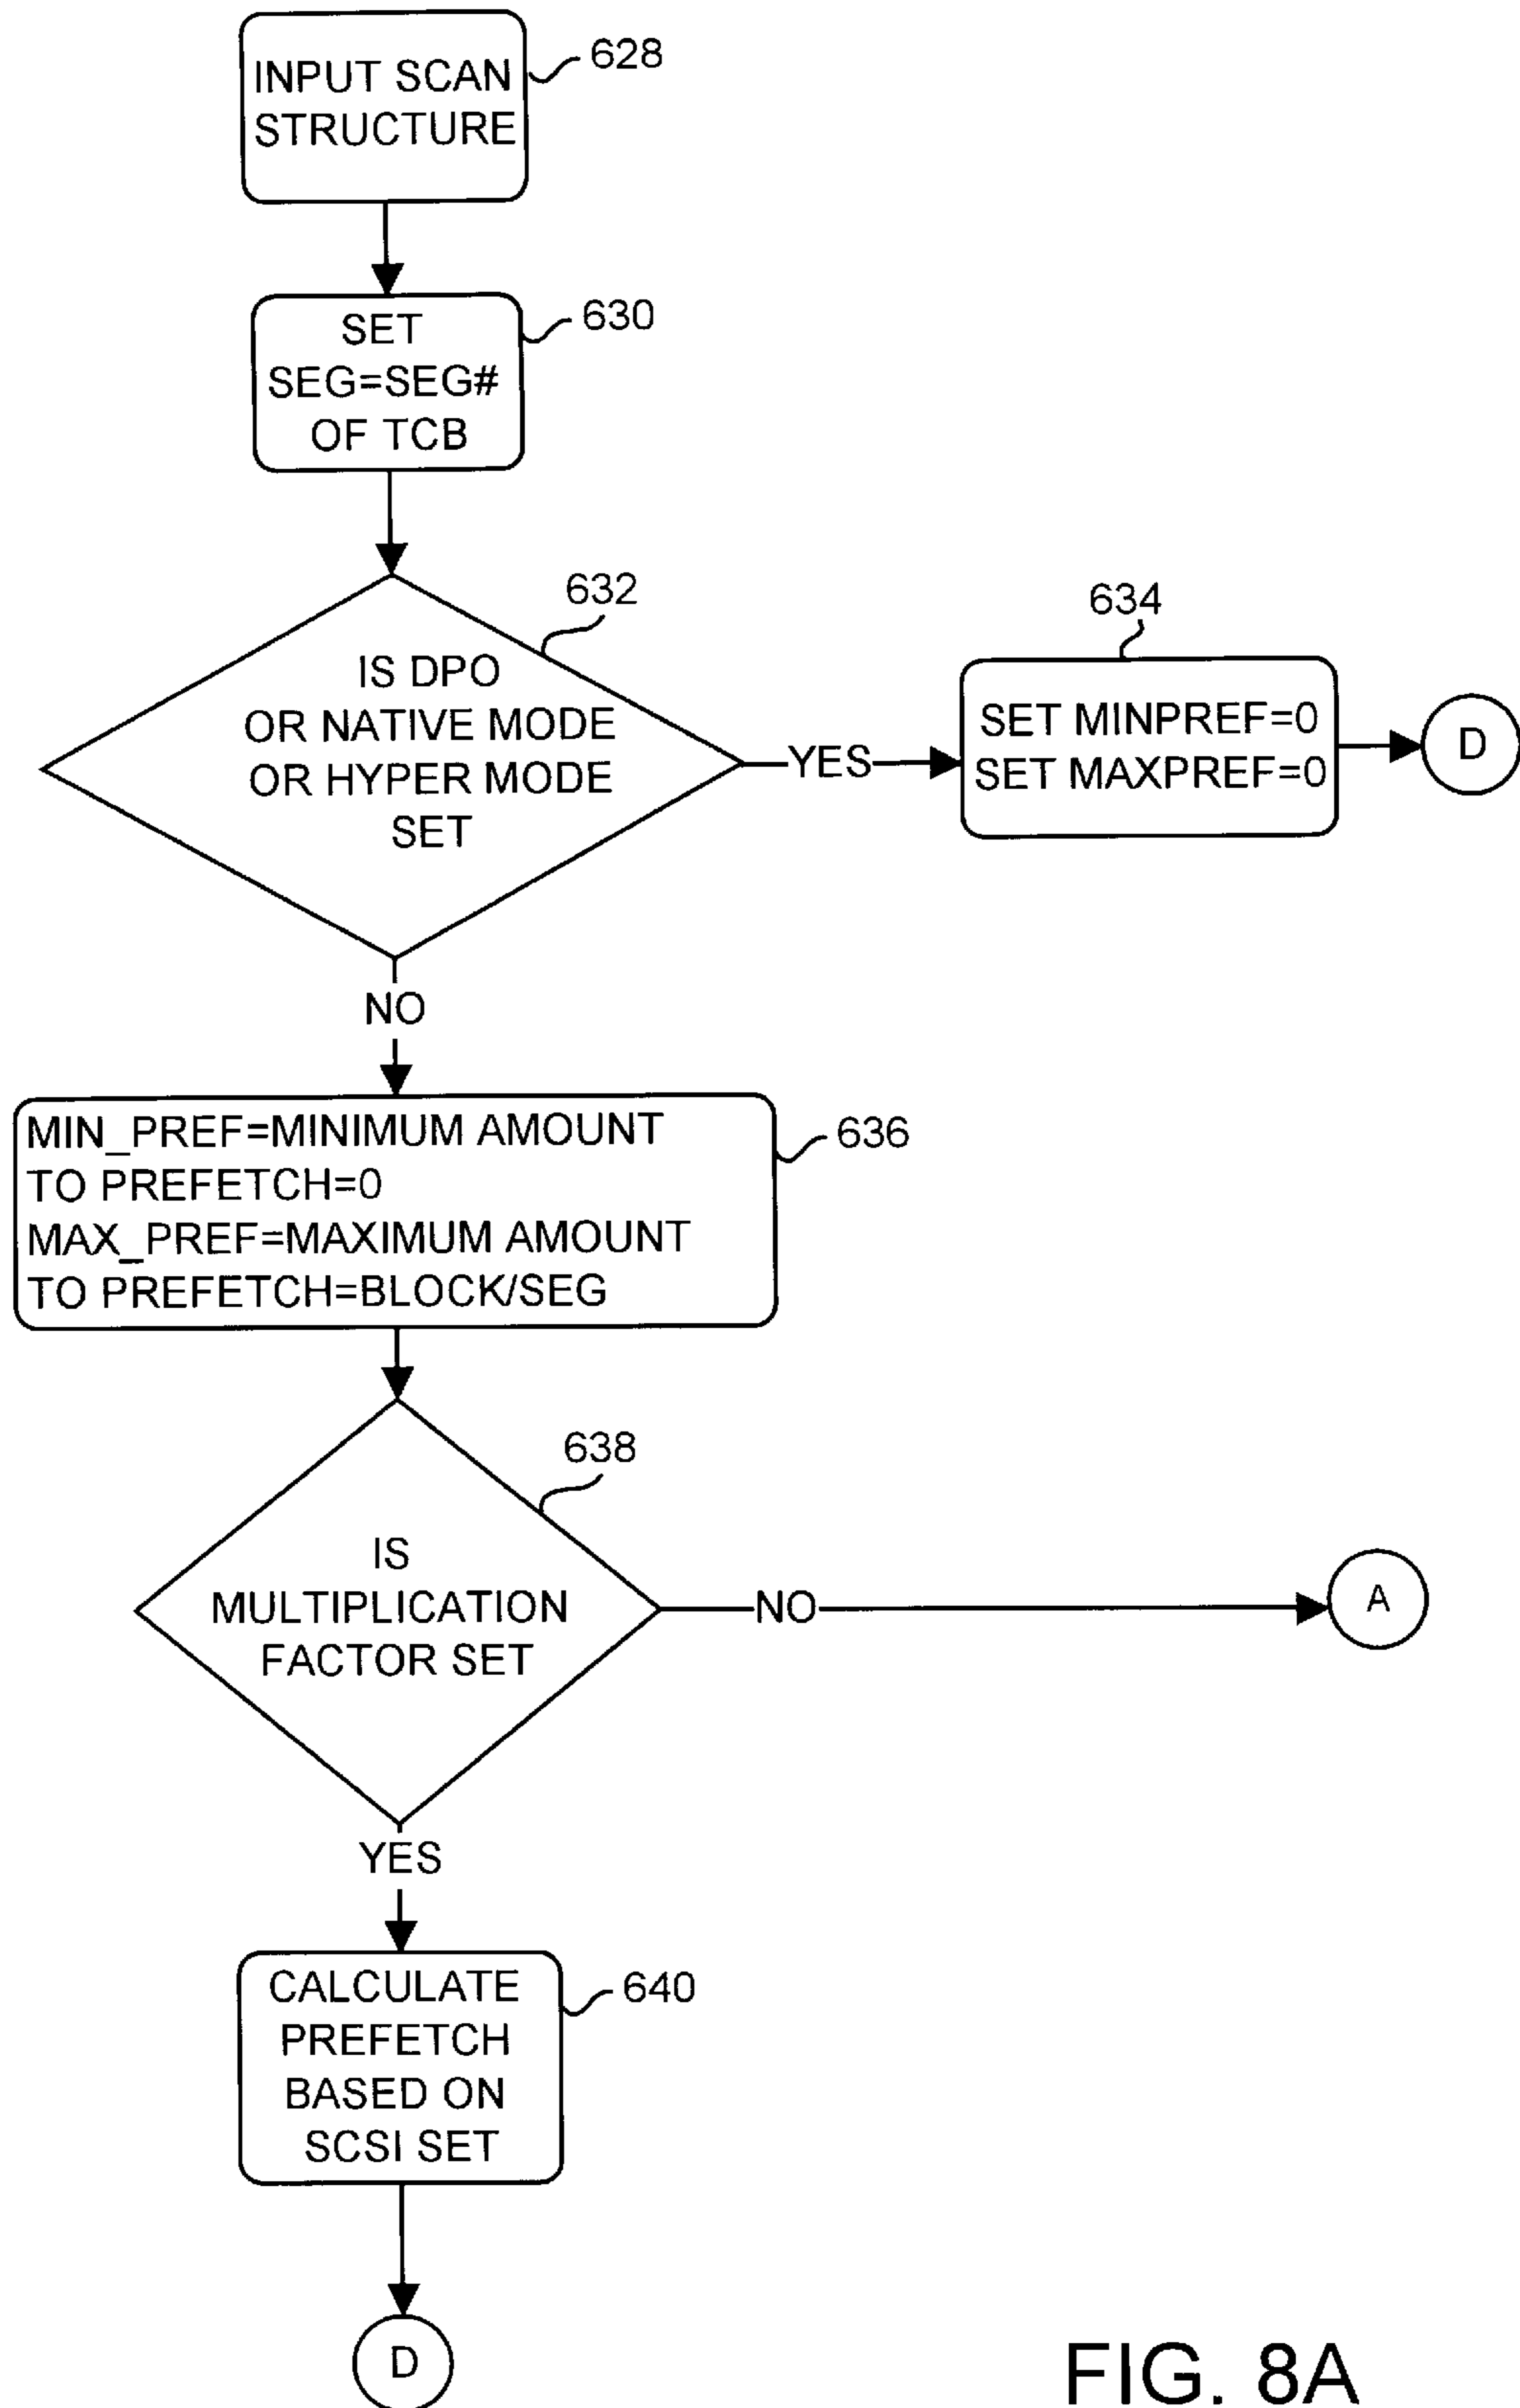 INPUT SCAN
STRUCTURE
628
SET
SEG=SEG#
OF TCB
630
632
IS DPO
OR NATIVE MODE
OR HYPER MODE
SET
YES
634
SET MINPREF=0
SET MAXPREF=0
D
NO
MIN_PREF=MINIMUM AMOUNT
TO PREFETCH=0
MAX_PREF=MAXIMUM AMOUNT
TO PREFETCH=BLOCK/SEG
636
638
IS
MULTIPLICATION
FACTOR SET
NO
A
YES
CALCULATE
PREFETCH
BASED ON
SCSI SET
640
D
FIG. 8A